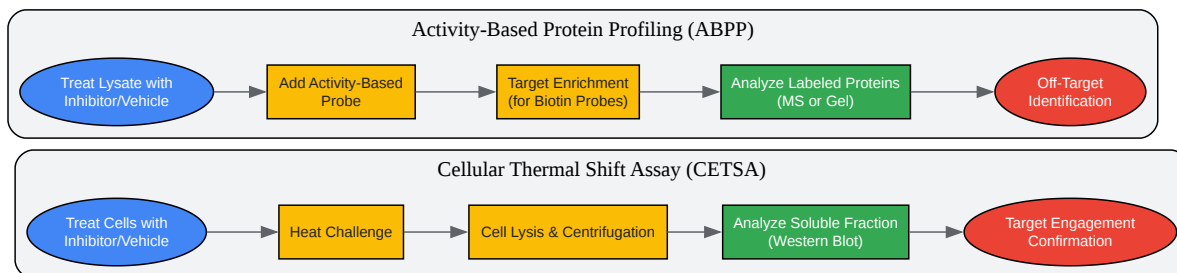 Activity-Based Protein Profiling (ABPP)
Treat Lysate with
Inhibitor/Vehicle
Add Activity-Based
Probe
Target Enrichment
(for Biotin Probes)
Analyze Labeled Proteins
(MS or Gel)
Off-Target
Identification
Cellular Thermal Shift Assay (CETSA)
Treat Cells with
Inhibitor/Vehicle
Heat Challenge
Cell Lysis & Centrifugation
Analyze Soluble Fraction
(Western Blot)
Target Engagement
Confirmation